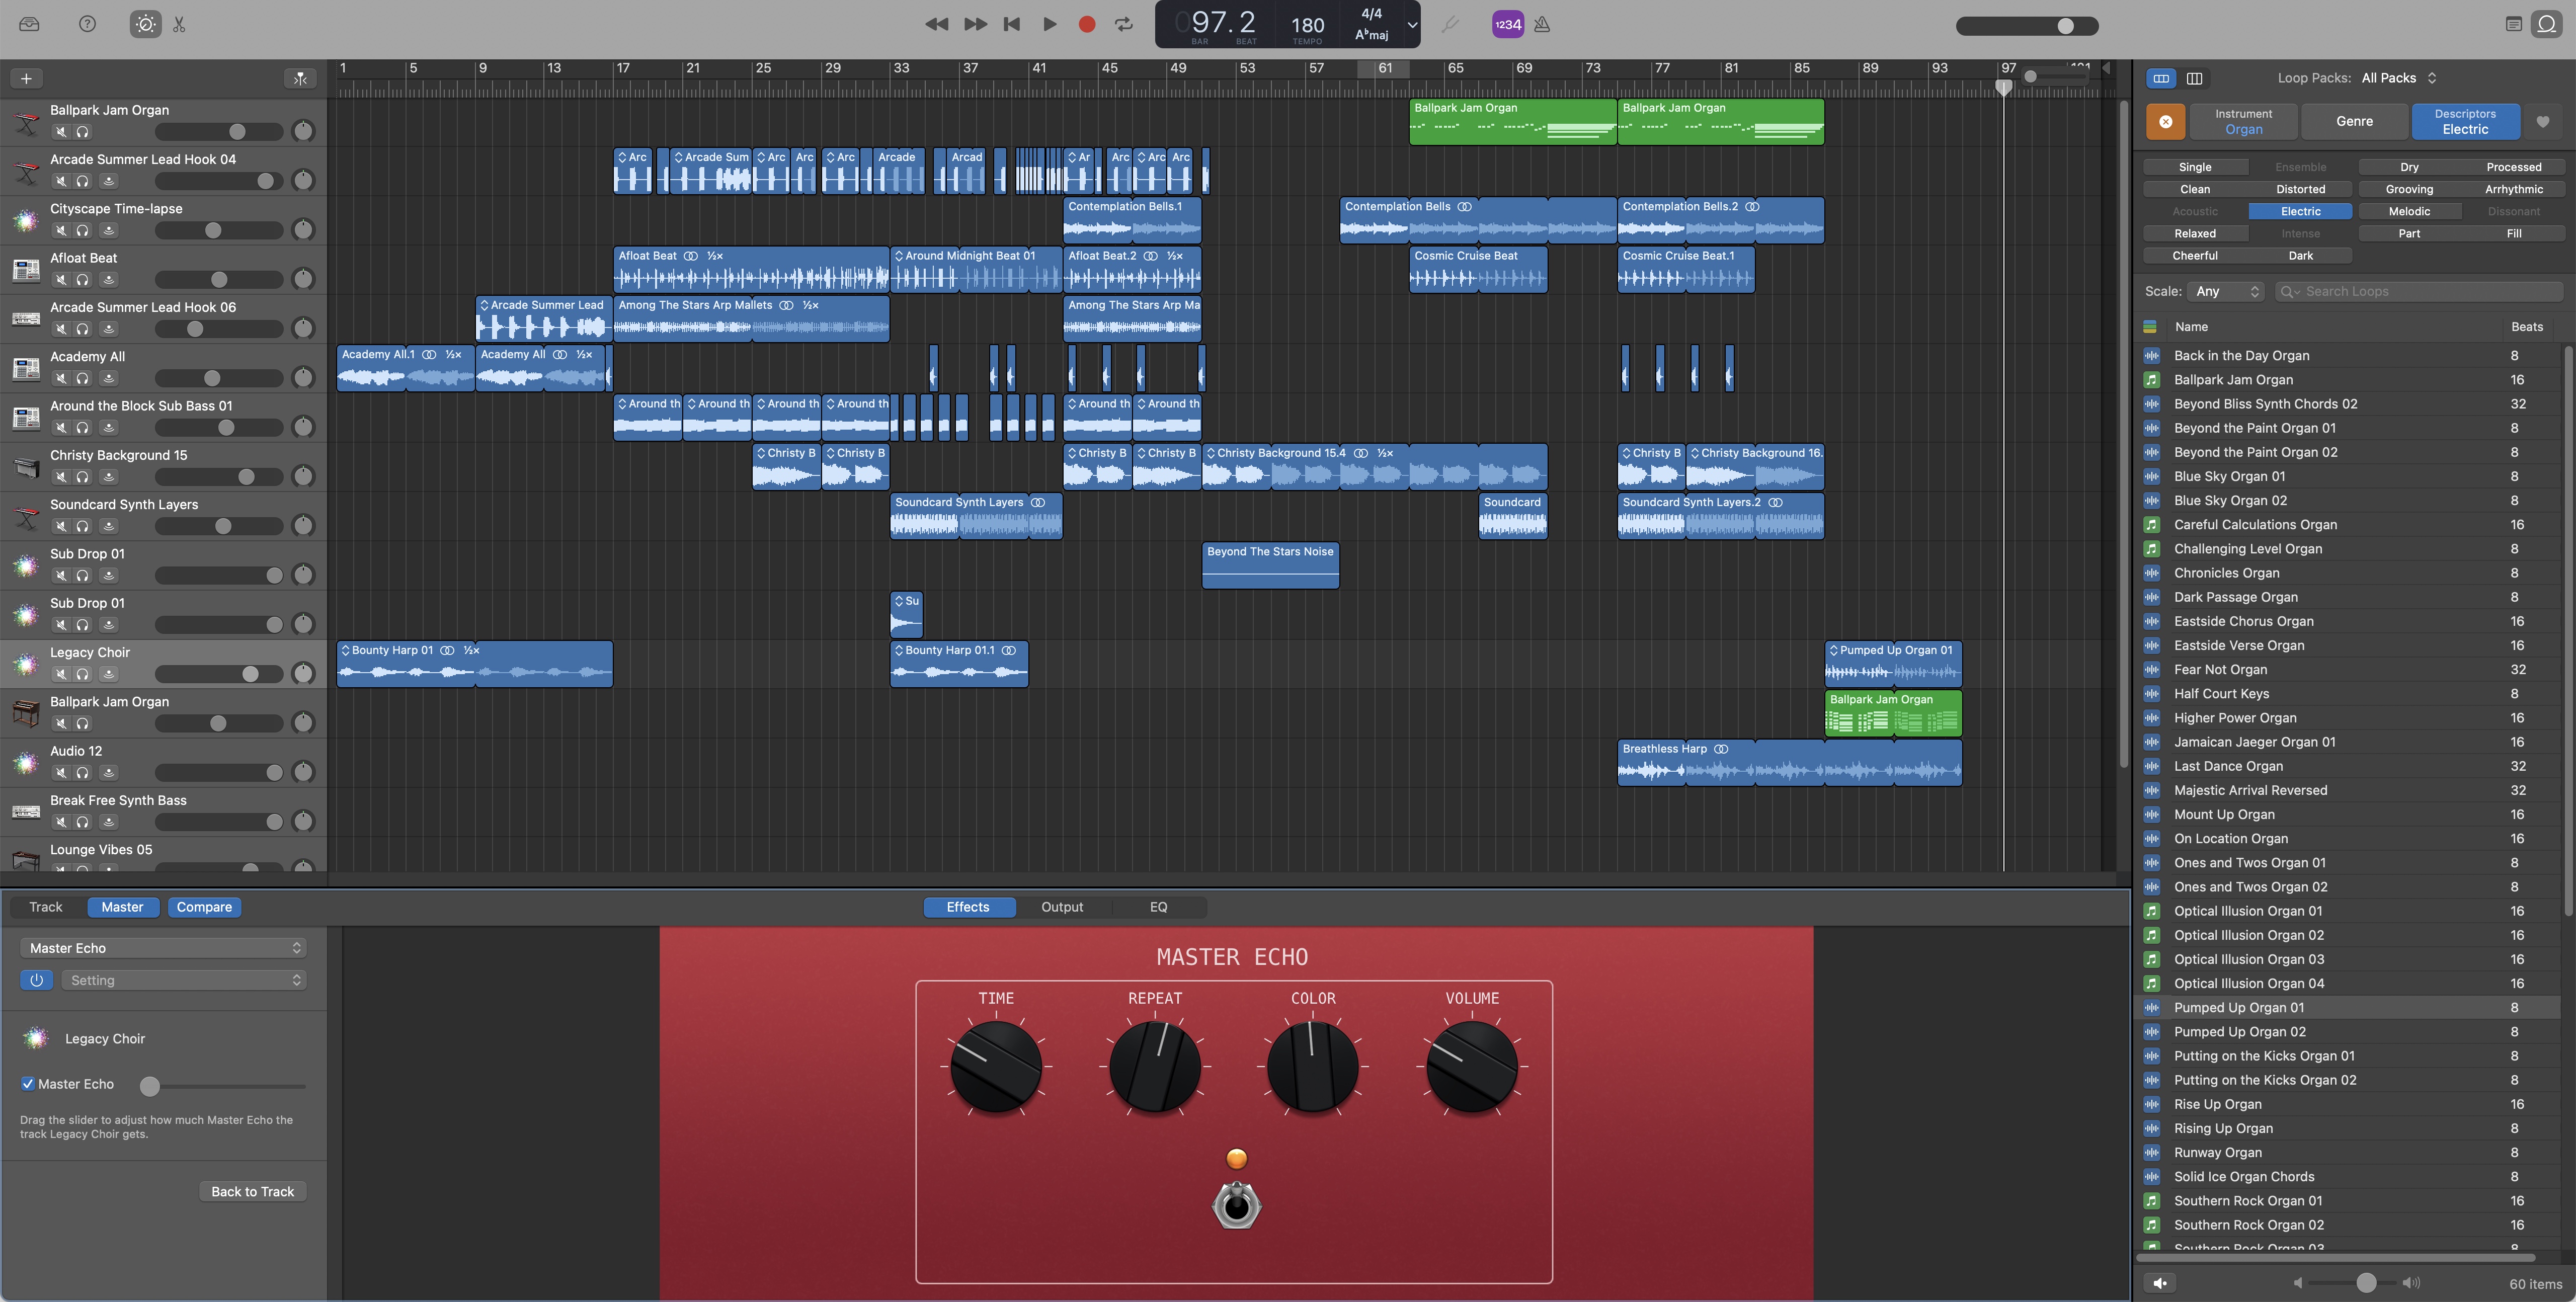 097.2
BAR BEAT
180
TEMPO
4/4
A♭maj
1234
1 5 9 13 17 21 25 29 33 37 41 45 49 53 57 61 65 69 73 77 81 85 89 93 97
Ballpark Jam Organ
Ballpark Jam Organ
Ballpark Jam Organ
Arcade Summer Lead Hook 04
Arc
Arcade Sum
Arc
Arc
Arc
Arcade
Arcad
Ar
Arc
Arc
Arc
Cityscape Time-lapse
Contemplation Bells.1
Contemplation Bells
Contemplation Bells.2
Afloat Beat
Afloat Beat ½×
Around Midnight Beat 01
Afloat Beat.2 ½×
Cosmic Cruise Beat
Cosmic Cruise Beat.1
Arcade Summer Lead Hook 06
Arcade Summer Lead
Among The Stars Arp Mallets ½×
Among The Stars Arp Ma
Academy All
Academy All.1 ½×
Academy All ½×
Around the Block Sub Bass 01
Around th
Around th
Around th
Around th
Around th
Around th
Christy Background 15
Christy B
Christy B
Christy B
Christy B
Christy Background 15.4 ½×
Christy B
Christy Background 16.
Soundcard Synth Layers
Soundcard Synth Layers
Soundcard
Soundcard Synth Layers.2
Sub Drop 01
Beyond The Stars Noise
Sub Drop 01
Su
Legacy Choir
Bounty Harp 01 ½×
Bounty Harp 01.1
Pumped Up Organ 01
Ballpark Jam Organ
Ballpark Jam Organ
Audio 12
Breathless Harp
Break Free Synth Bass
Lounge Vibes 05
Track Master Compare
Effects Output EQ
Master Echo
Setting
Legacy Choir
Master Echo
Drag the slider to adjust how much Master Echo the
track Legacy Choir gets.
Back to Track
MASTER ECHO
TIME REPEAT COLOR VOLUME
Loop Packs: All Packs
Instrument
Organ
Genre
Descriptors
Electric
Single Ensemble Dry Processed
Clean Distorted Grooving Arrhythmic
Acoustic Electric Melodic Dissonant
Relaxed Intense Part Fill
Cheerful Dark
Scale: Any Search Loops
Name Beats
Back in the Day Organ 8
Ballpark Jam Organ 16
Beyond Bliss Synth Chords 02 32
Beyond the Paint Organ 01 8
Beyond the Paint Organ 02 8
Blue Sky Organ 01 8
Blue Sky Organ 02 8
Careful Calculations Organ 16
Challenging Level Organ 8
Chronicles Organ 8
Dark Passage Organ 8
Eastside Chorus Organ 16
Eastside Verse Organ 16
Fear Not Organ 32
Half Court Keys 8
Higher Power Organ 16
Jamaican Jaeger Organ 01 16
Last Dance Organ 32
Majestic Arrival Reversed 32
Mount Up Organ 16
On Location Organ 16
Ones and Twos Organ 01 8
Ones and Twos Organ 02 8
Optical Illusion Organ 01 16
Optical Illusion Organ 02 16
Optical Illusion Organ 03 16
Optical Illusion Organ 04 16
Pumped Up Organ 01 8
Pumped Up Organ 02 8
Putting on the Kicks Organ 01 8
Putting on the Kicks Organ 02 8
Rise Up Organ 16
Rising Up Organ 8
Runway Organ 8
Solid Ice Organ Chords 8
Southern Rock Organ 01 16
Southern Rock Organ 02 16
Southern Rock Organ 03 8
60 items